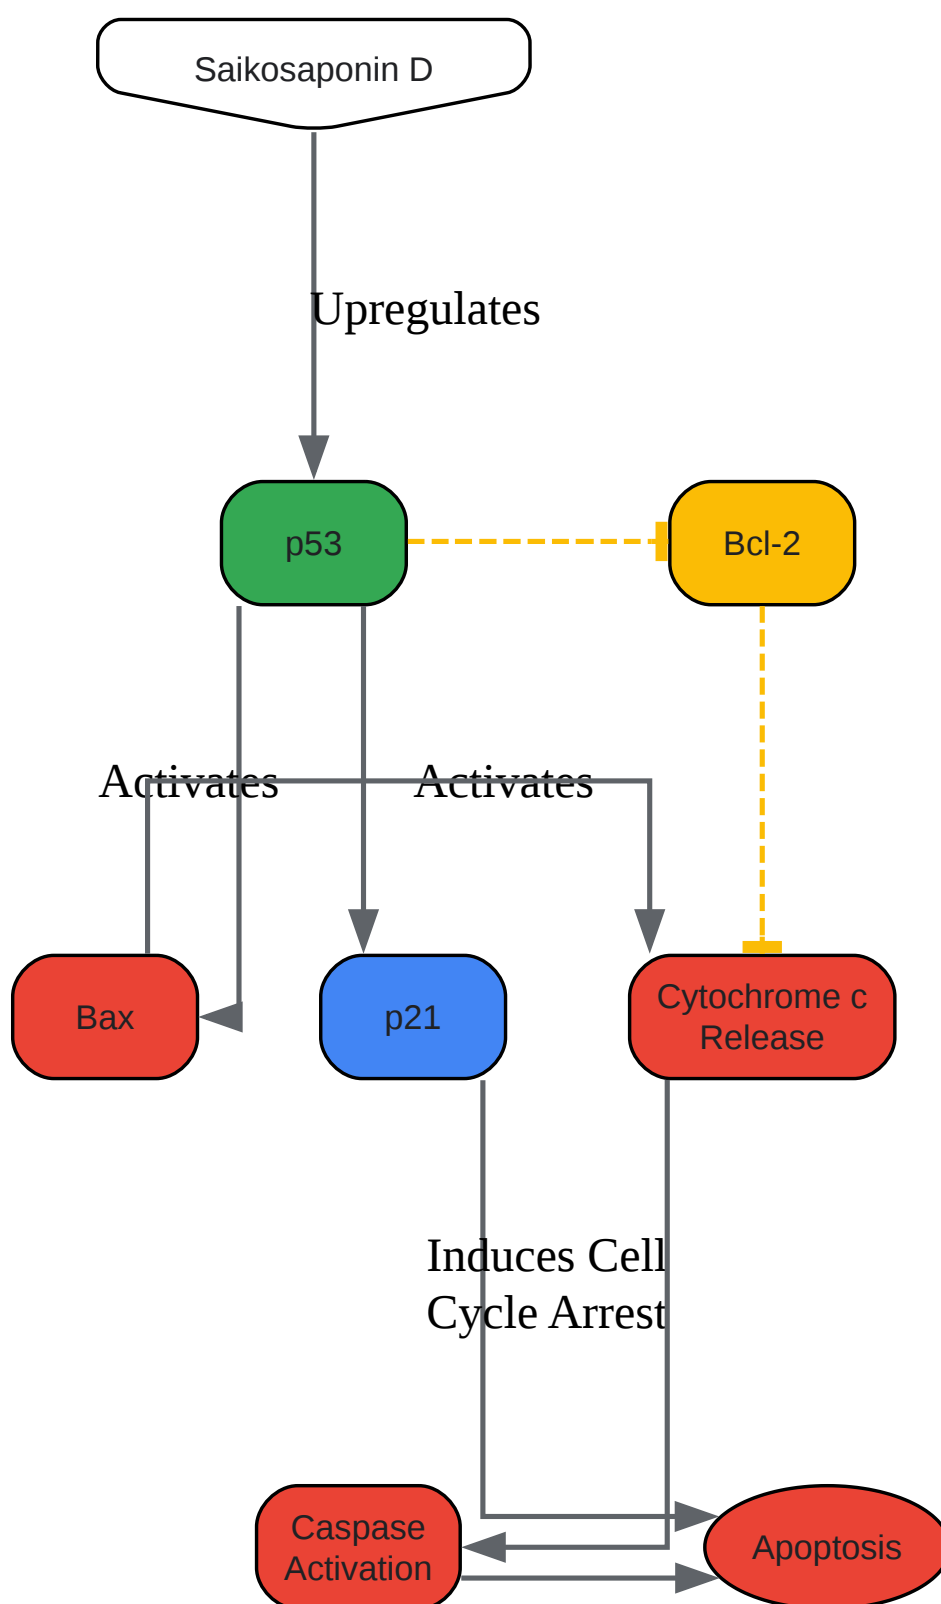 Saikosaponin D
Upregulates
p53
Bcl-2
Activates
Activates
Bax
p21
Cytochrome c
Release
Induces Cell
Cycle Arrest
Caspase
Activation
Apoptosis